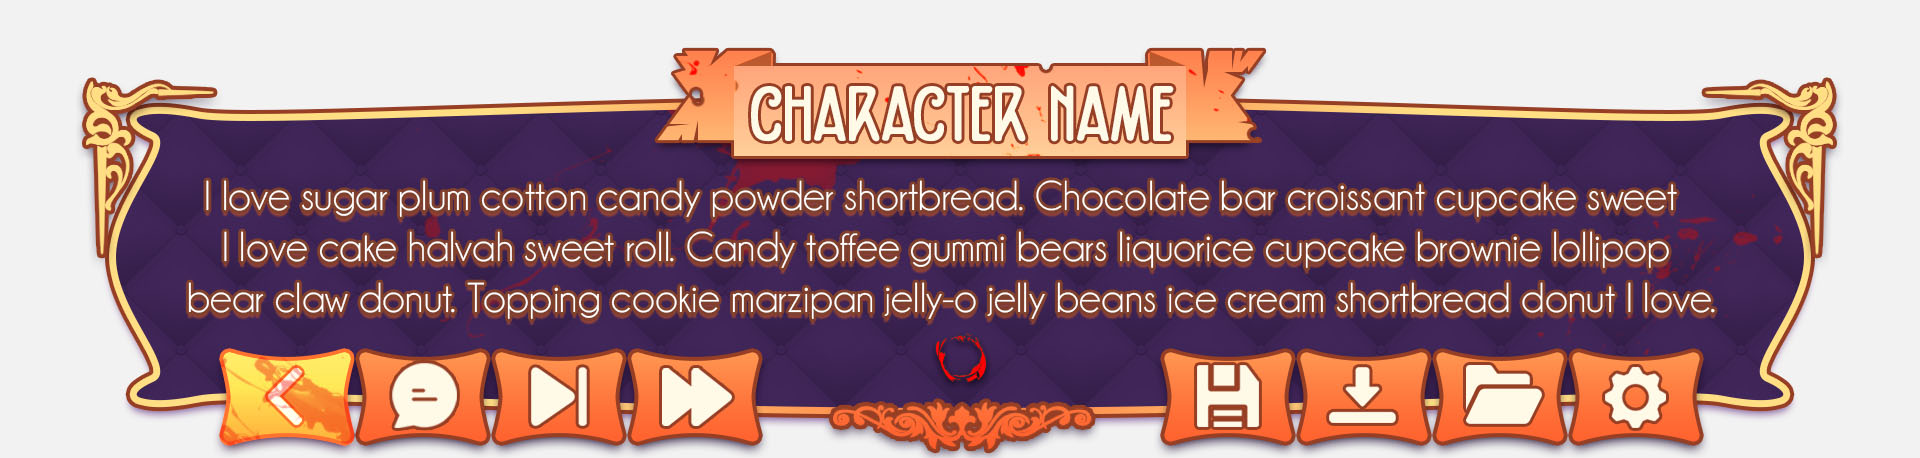 CHARACTER NAME
I love sugar plum cotton candy powder shortbread. Chocolate bar croissant cupcake sweet
I love cake halvah sweet roll. Candy toffee gummi bears liquorice cupcake brownie lollipop
bear claw donut. Topping cookie marzipan jelly-o jelly beans ice cream shortbread donut I love.